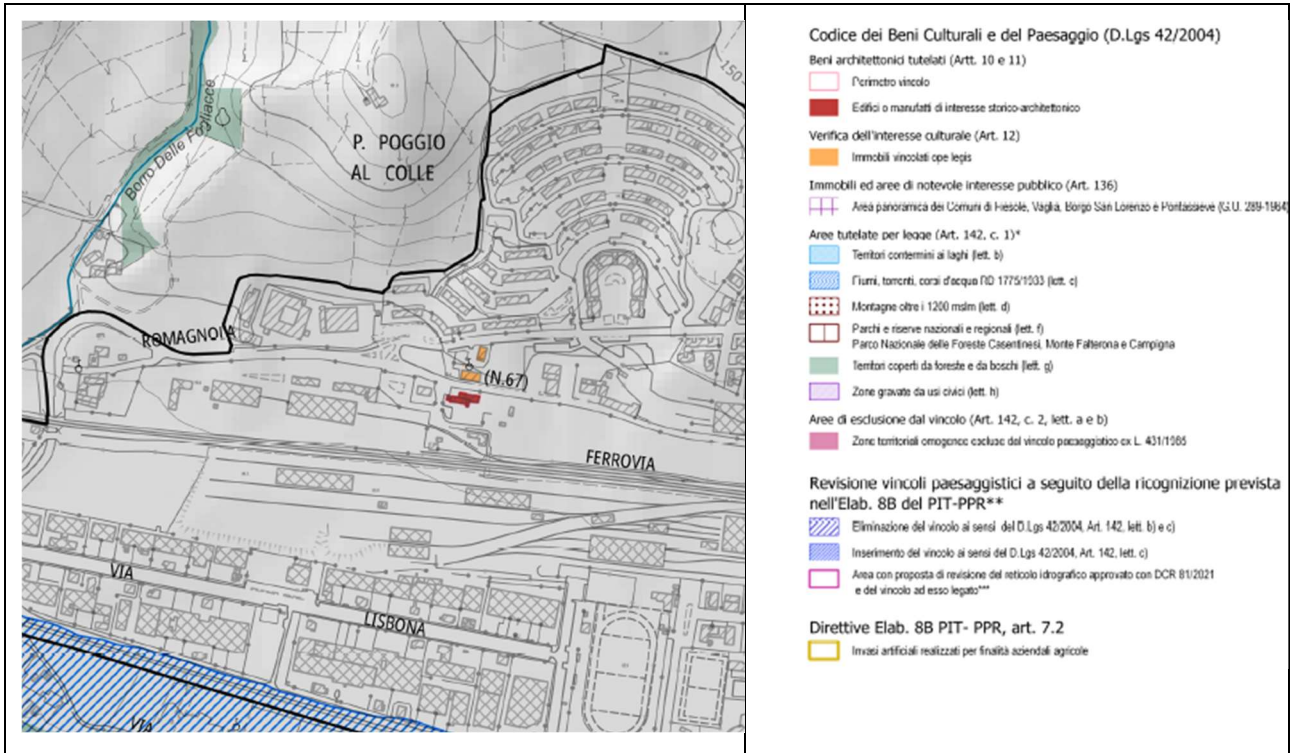 Borro Delle Fogliacce
P. POGGIO
AL COLLE
150
ROMAGNOLA
(N.67)
FERROVIA
VIA
LISBONA
VIA
Codice dei Beni Culturali e del Paesaggio (D.Lgs 42/2004)
Beni architettonici tutelati (Artt. 10 e 11)
Perimetro vincolo
Edifici o manufatti di interesse storico-architettonico
Verifica dell'interesse culturale (Art. 12)
Immobili vincolati ope legis
Immobili ed aree di notevole interesse pubblico (Art. 136)
Area panoramica dei Comuni di Fiesole, Vaglia, Borgo San Lorenzo e Pontassieve (G.U. 289-1964)
Aree tutelate per legge (Art. 142, c. 1)*
Territori contermini ai laghi (lett. b)
Fiumi, torrenti, corsi d'acqua RD 1775/1933 (lett. c)
Montagne oltre i 1200 mslm (lett. d)
Parchi e riserve nazionali e regionali (lett. f)
Parco Nazionale delle Foreste Casentinesi, Monte Falterona e Campigna
Territori coperti da foreste e da boschi (lett. g)
Zone gravate da usi civici (lett. h)
Aree di esclusione dal vincolo (Art. 142, c. 2, lett. a e b)
Zone territoriali omogenee escluse dal vincolo paesaggistico ex L. 431/1985
Revisione vincoli paesaggistici a seguito della ricognizione prevista
nell'Elab. 8B del PIT-PPR**
Eliminazione del vincolo ai sensi del D.Lgs 42/2004, Art. 142, lett. b) e c)
Inserimento del vincolo ai sensi del D.Lgs 42/2004, Art. 142, lett. c)
Area con proposta di revisione del reticolo idrografico approvato con DCR 81/2021
e del vincolo ad esso legato***
Direttive Elab. 8B PIT- PPR, art. 7.2
Invasi artificiali realizzati per finalità aziendali agricole